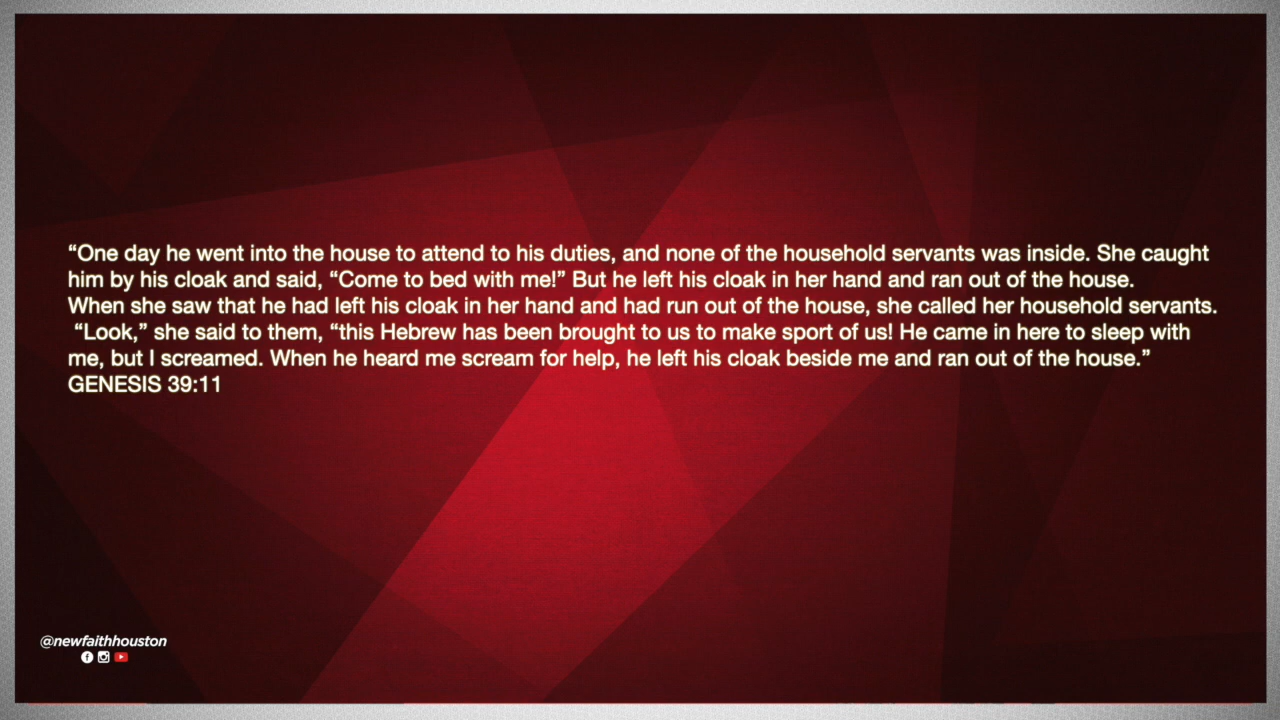 “One day he went into the house to attend to his duties, and none of the household servants was inside. She caught
him by his cloak and said, “Come to bed with me!” But he left his cloak in her hand and ran out of the house.
When she saw that he had left his cloak in her hand and had run out of the house, she called her household servants.
“Look,” she said to them, “this Hebrew has been brought to us to make sport of us! He came in here to sleep with
me, but I screamed. When he heard me scream for help, he left his cloak beside me and ran out of the house.”
GENESIS 39:11
@newfaithhouston